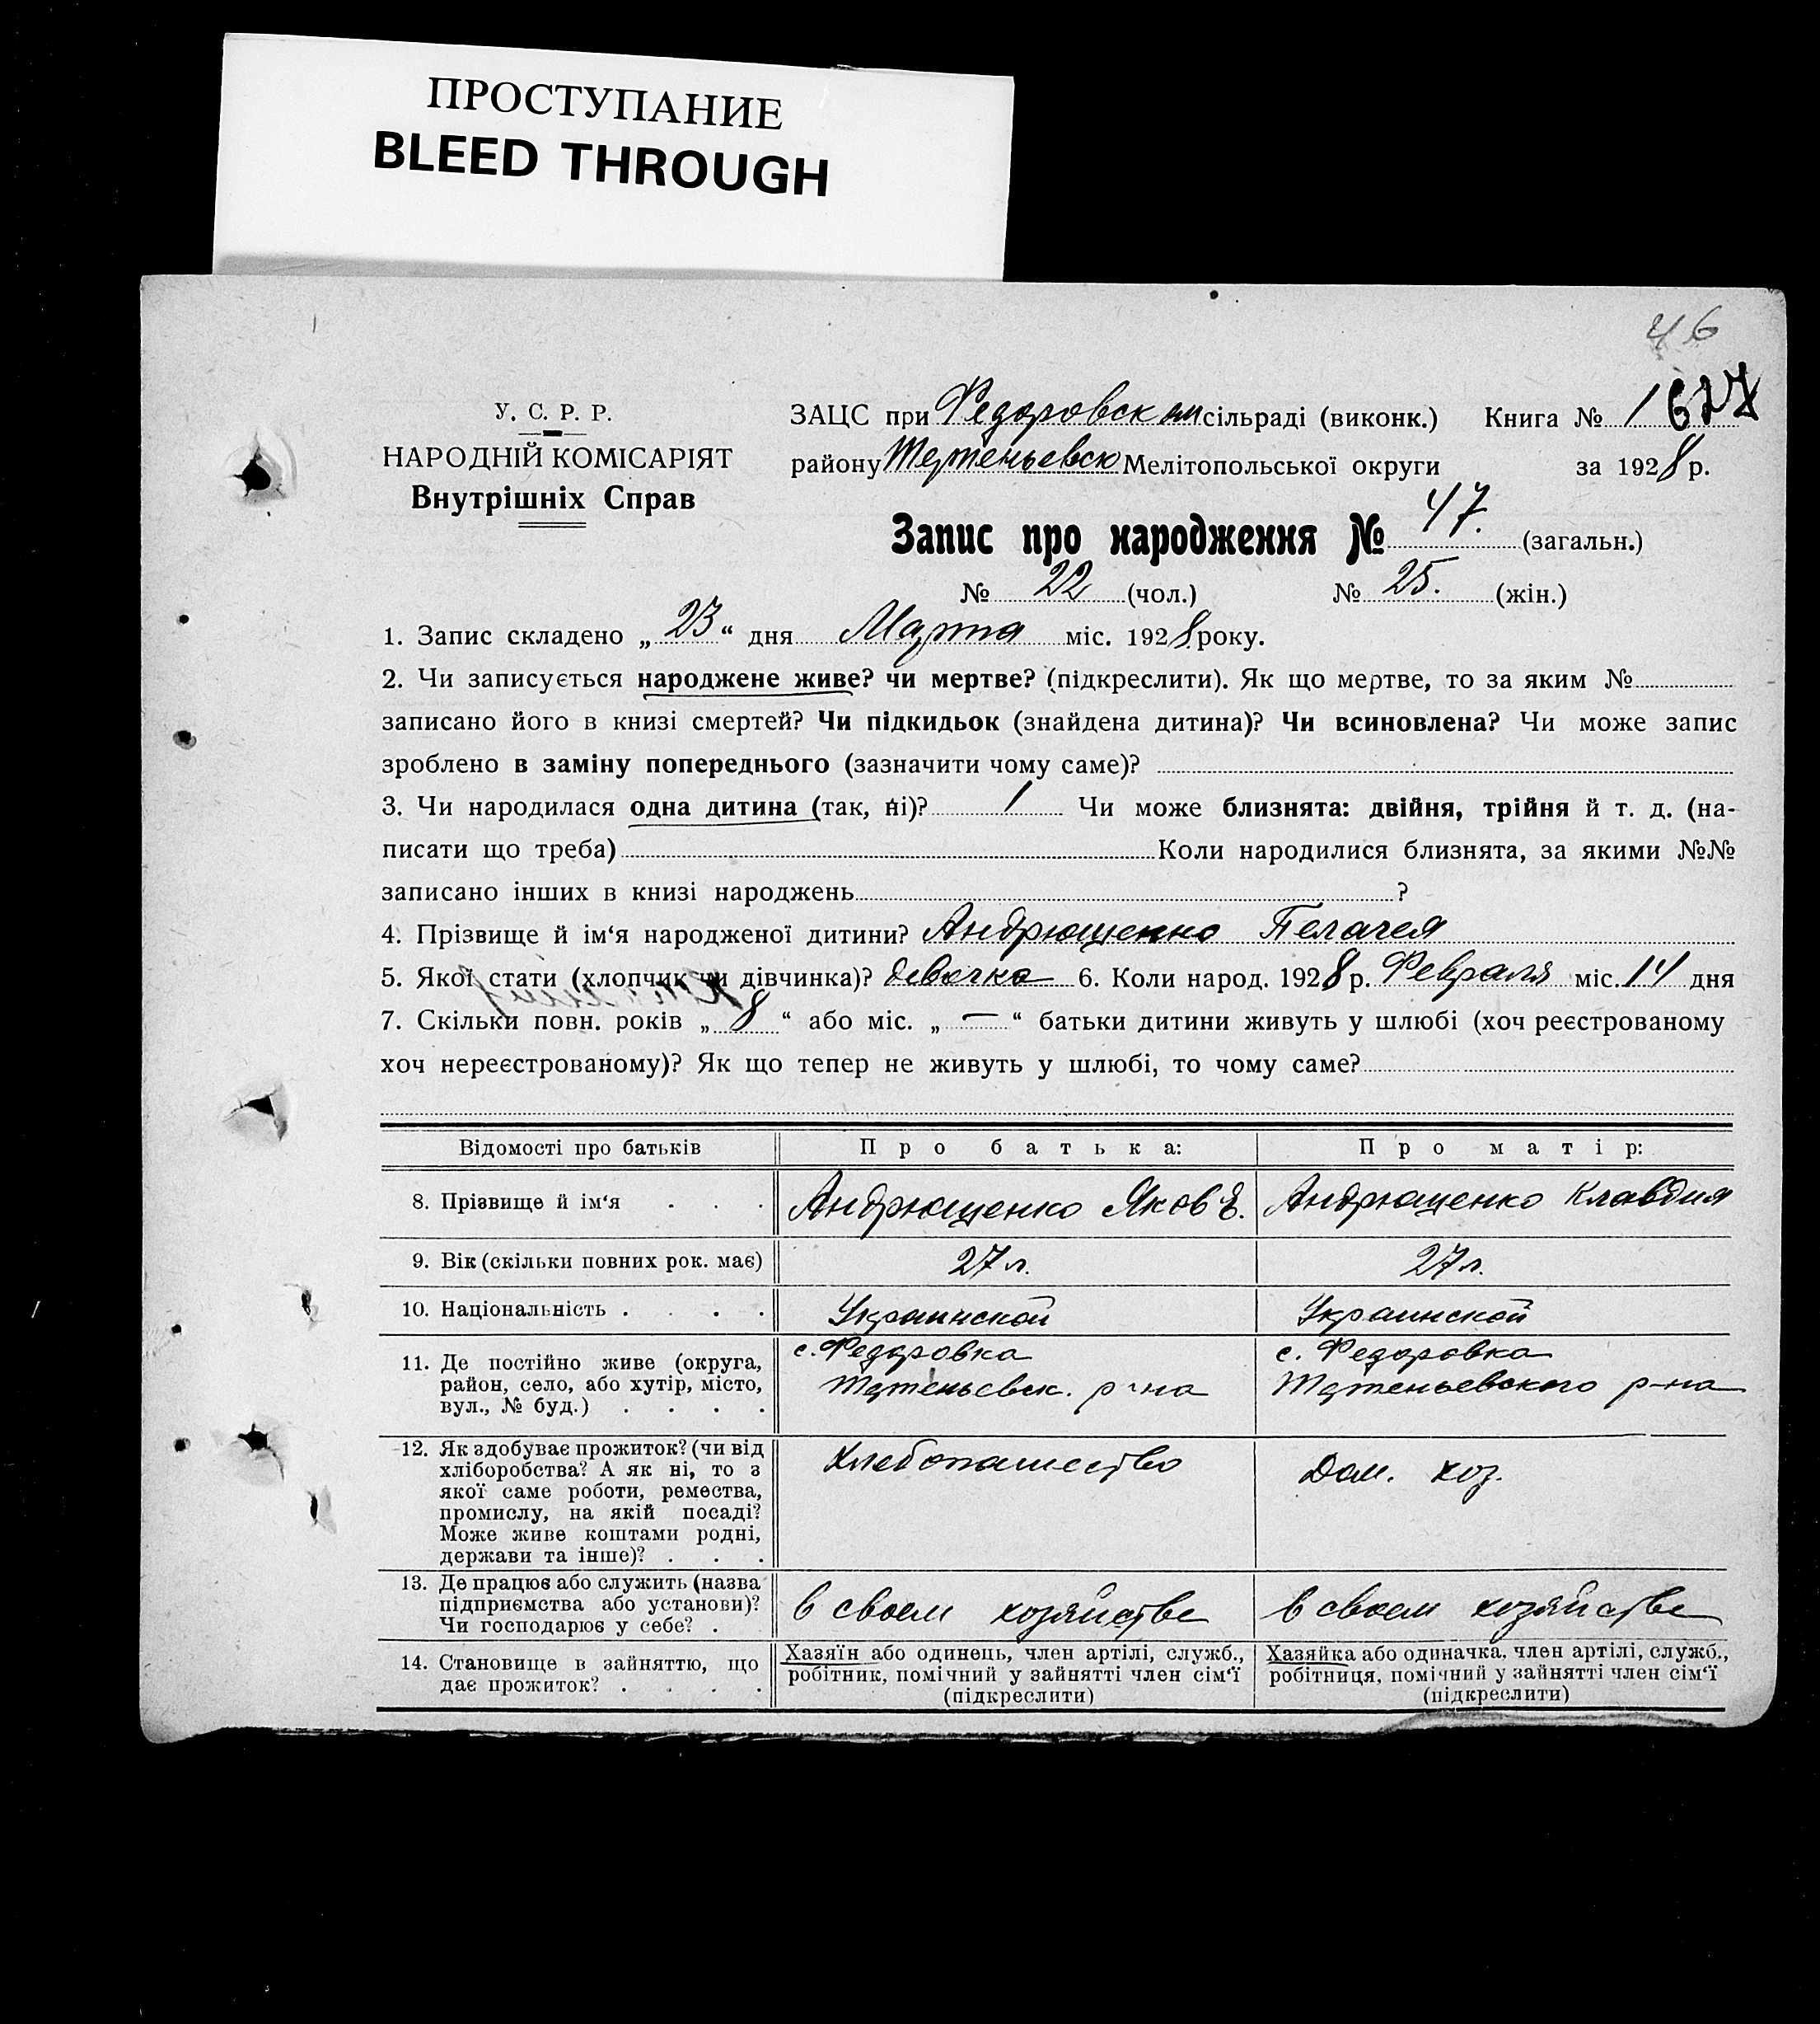 ПРОСТУПАНИЕ
BLEED THROUGH
46
У. С. Р. Р.
НАРОДНІЙ КОМІСАРІЯТ
Внутрішніх Справ
ЗАЦС при Федоровском сільраді (виконк.) Книга № 1
району Мелітопольської округи за 1928 р.
Запис про народження № 47. (загальн.)
№ 22 (чол.) № 25. (жін.)
1. Запис складено „ 23 “ дня Марта міс. 1928 року.
2. Чи записується народжене живе? чи мертве? (підкреслити). Як що мертве, то за яким №
записано його в книзі смертей? Чи підкидьок (знайдена дитина)? Чи всиновлена? Чи може запис
зроблено в заміну попереднього (зазначити чому саме)?
3. Чи народилася одна дитина (так, ні)? 1 Чи може близнята: двійня, трійня й т. д. (на-
писати що треба) Коли народилися близнята, за якими №№
записано інших в книзі народжень ?
4. Прізвище й ім‘я народженої дитини? Андрющенко Пелагея
5. Якої статі (хлопчик чи дівчинка)? девочка 6. Коли народ. 1928 р. Февраля міс. 14 дня
7. Скільки повн. років „ 8 “ або міс. „ — “ батьки дитини живуть у шлюбі (хоч реєстрованому
хоч нереєстрованому)? Як що тепер не живуть у шлюбі, то чому саме?
Відомості про батьків Про батька: Про матір:
8. Прізвище й ім‘я . . . Андрющенко Яков Е. Андрющенко Клавдия
9. Вік (скільки повних рок. має) 27 л. 27 л.
10. Національність . . . . Украинской Украинской
11. Де постійно живе (округа,
район, село, або хутір, місто,
вул., № буд.) . . . .
с. Федоровка
р-на
с. Федоровка
р-на
12. Як здобуває прожиток? (чи від
хліборобства? А як ні, то з
якої саме роботи, ремества,
промислу, на якій посаді?
Може живе коштами родні,
держави та інше)? . . .
Хлебопашество
Дом. хоз.
13. Де працює або служить (назва
підприємства або установи)?
Чи господарює у себе? .
в своем хозяйстве
в своем хозяйстве
14. Становище в зайняттю, що
дає прожиток? . . . .
Хазяїн або одинець, член артілі, служб.,
робітник, помічний у зайнятті член сім‘ї
(підкреслити)
Хазяйка або одиначка, член артілі, служб.,
робітниця, помічний у зайнятті член сім‘ї
(підкреслити)